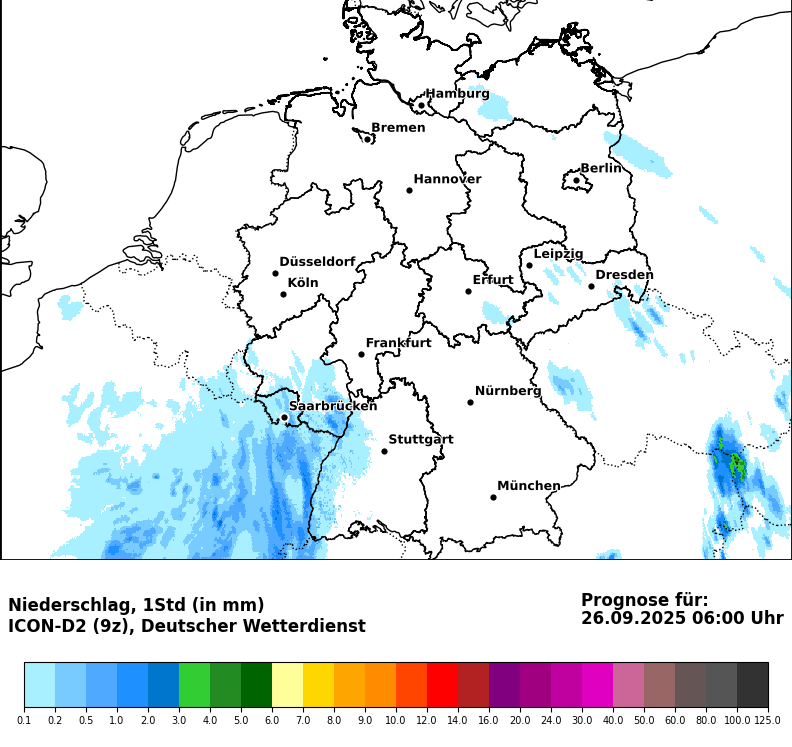 Hamburg
Bremen
Berlin
Hannover
Leipzig
Düsseldorf
Dresden
Köln
Erfurt
Frankfurt
Nürnberg
Saarbrücken
Stuttgart
München
Niederschlag, 1Std (in mm)
ICON-D2 (9z), Deutscher Wetterdienst
Prognose für:
26.09.2025 06:00 Uhr
0.1 0.2 0.5 1.0 2.0 3.0 4.0 5.0 6.0 7.0 8.0 9.0 10.0 12.0 14.0 16.0 20.0 24.0 30.0 40.0 50.0 60.0 80.0 100.0 125.0